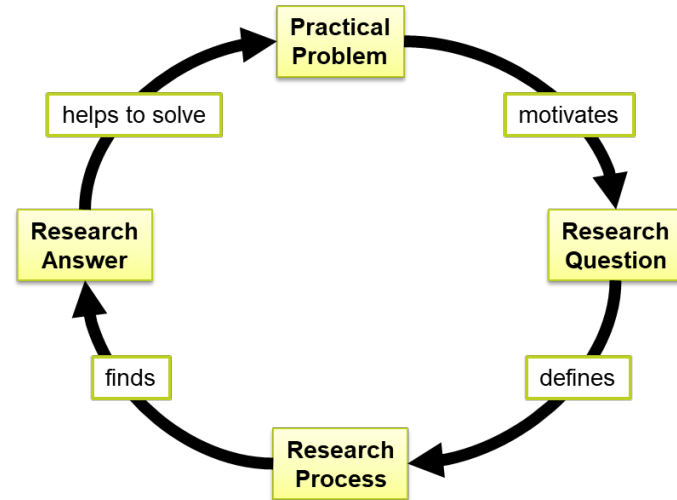 Practical
Problem
motivates
Research
Question
defines
Research
Process
finds
Research
Answer
helps to solve